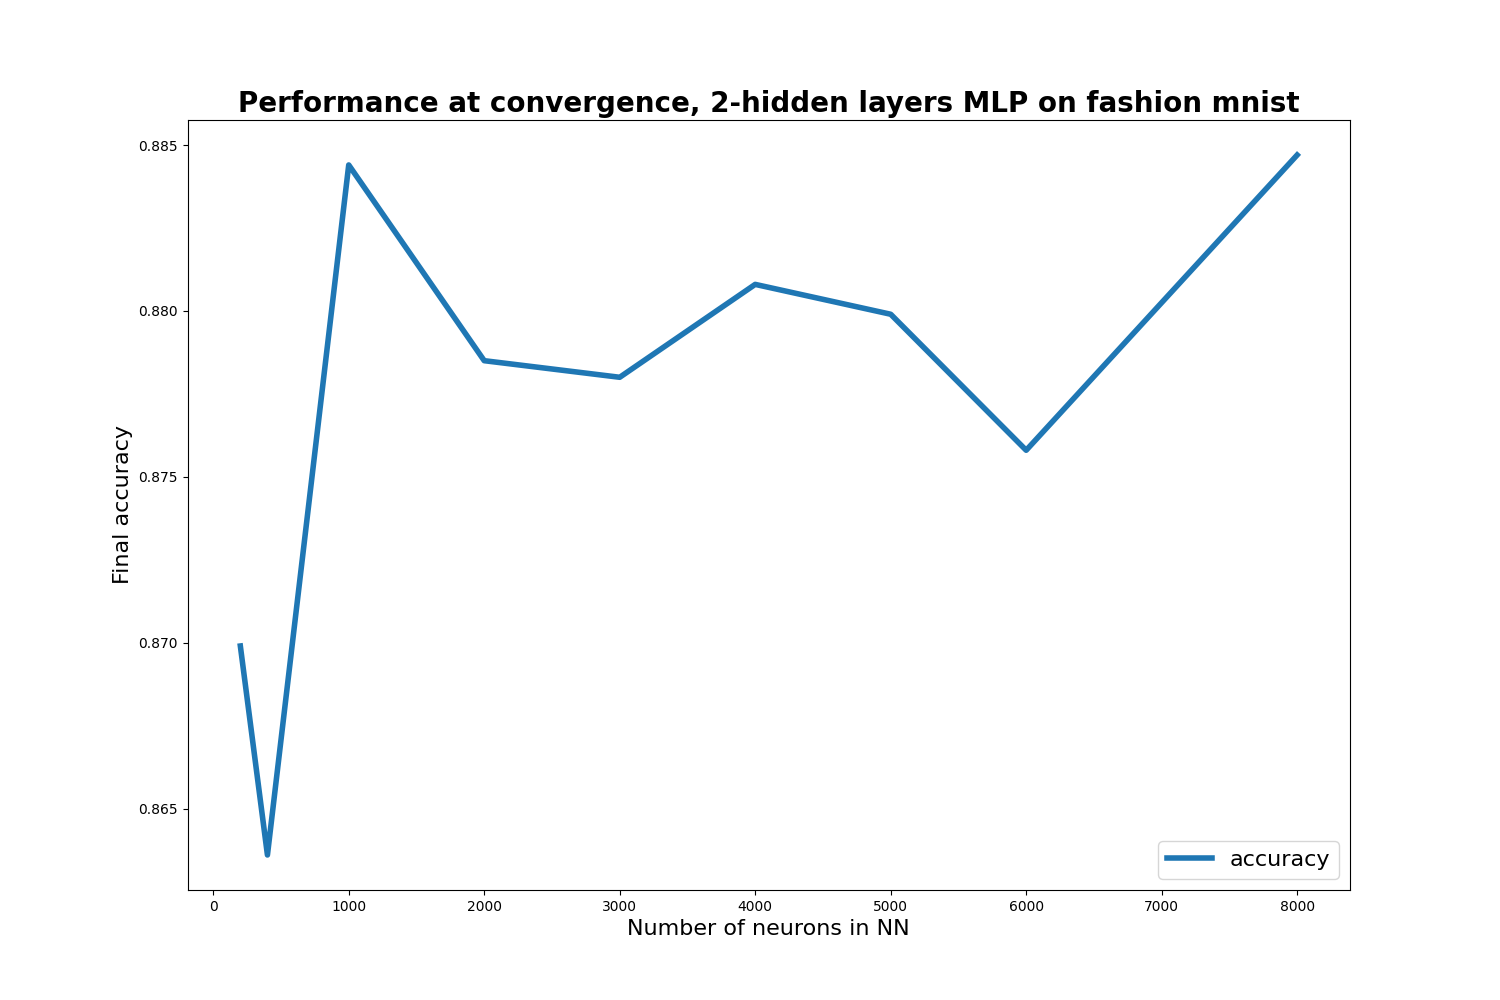 Performance at convergence, 2-hidden layers MLP on fashion mnist
0.885
0.880
0.875
0.870
0.865
Final accuracy
accuracy
0 1000 2000 3000 4000 5000 6000 7000 8000
Number of neurons in NN